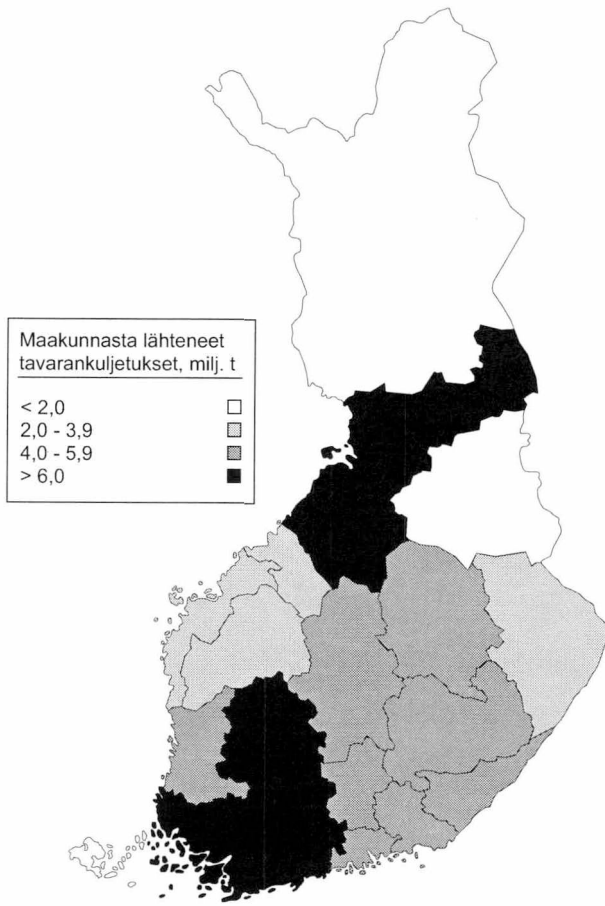 Maakunnasta lähteneet
tavarankuljetukset, milj. t
< 2,0
2,0 - 3,9
4,0 - 5,9
> 6,0